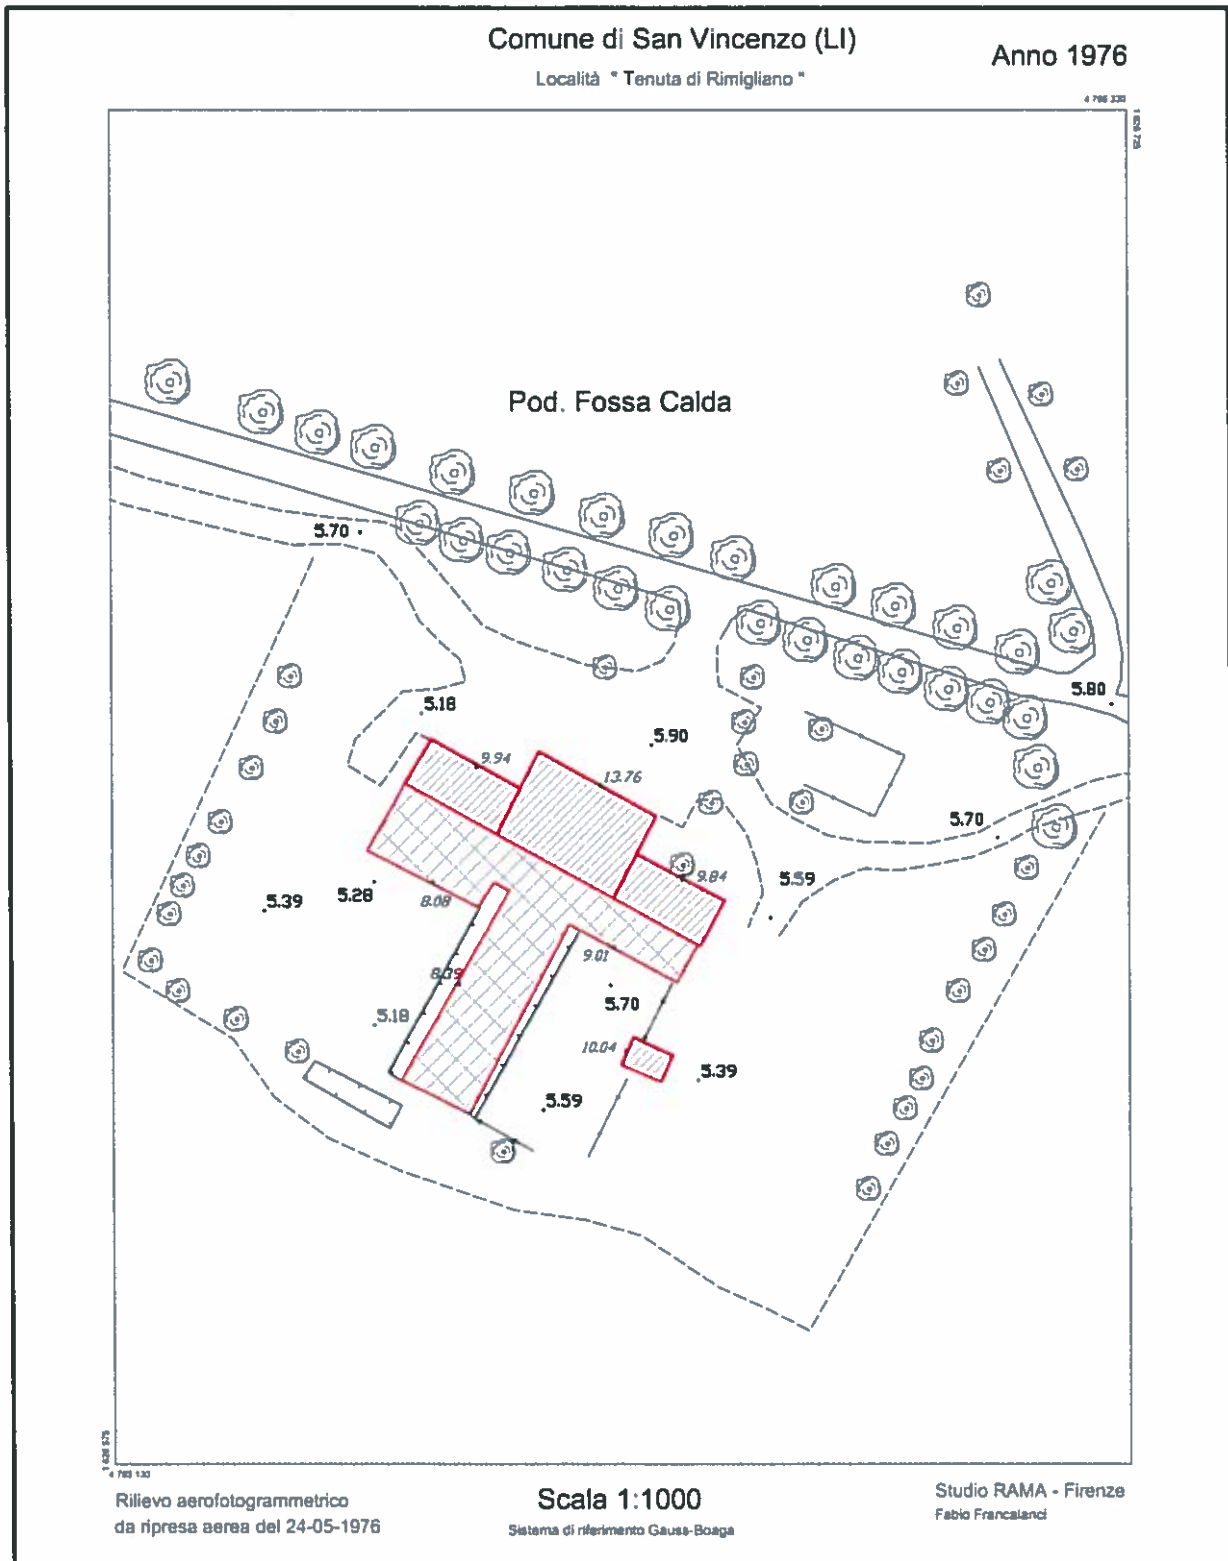 Comune di San Vincenzo (LI)
Anno 1976
Località " Tenuta di Rimigliano "
Pod. Fossa Calda
5.70
5.80
5.18
5.90
9.94
13.76
5.70
9.84
5.59
5.28
5.39
8.08
9.01
8.39
5.70
5.18
10.04
5.39
5.59
Rilievo aerofotogrammetrico
da ripresa aerea del 24-05-1976
Scala 1:1000
Sistema di riferimento Gauss-Boaga
Studio RAMA - Firenze
Fabio Francalanci